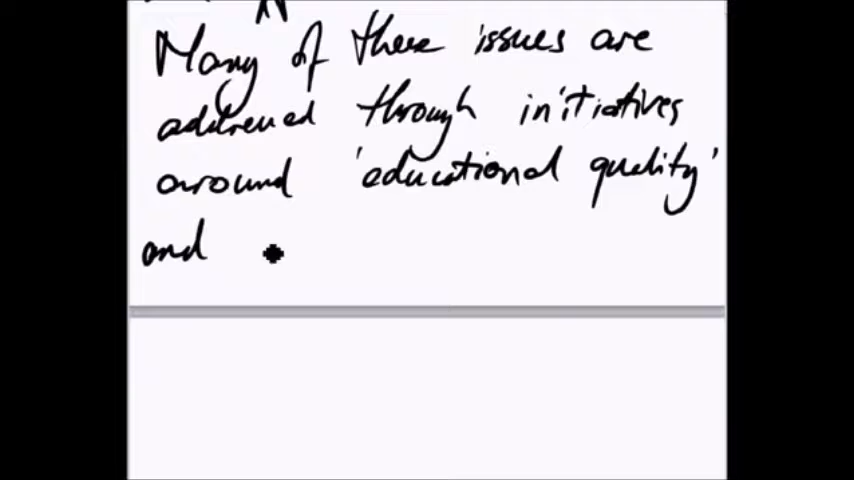 Many of these issues are
addressed through initiatives
around 'educational quality'
and